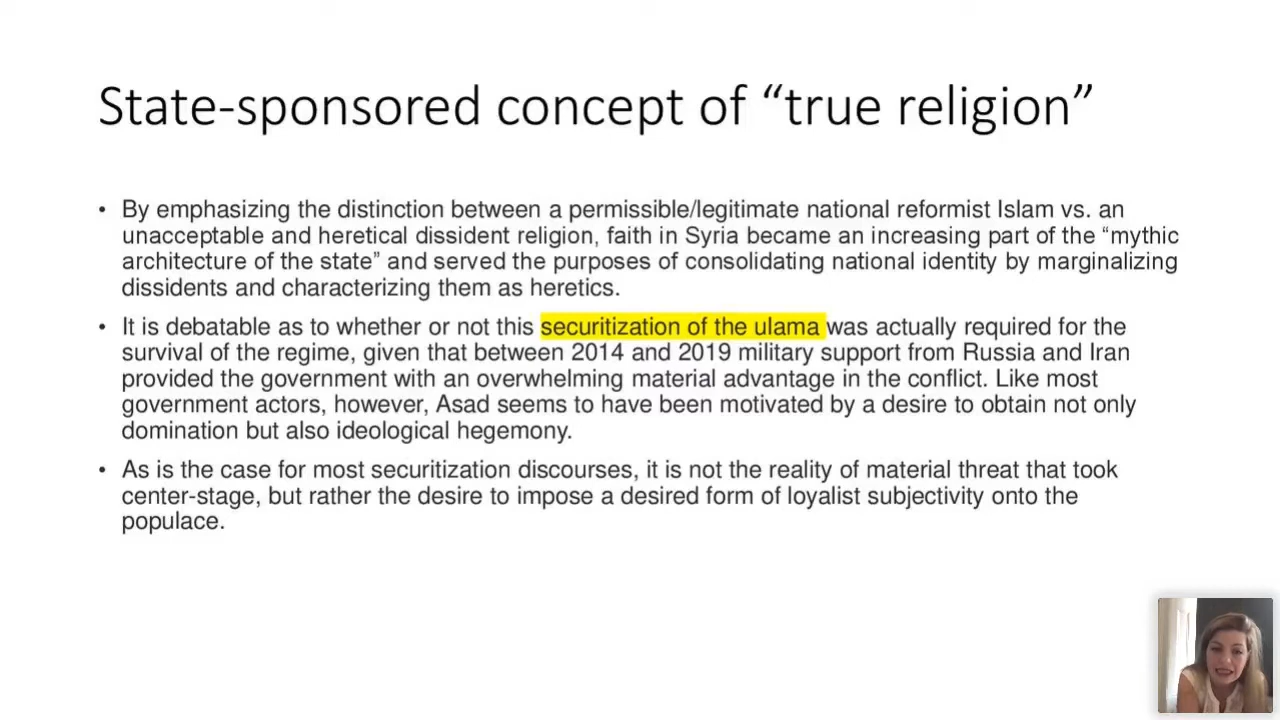 State-sponsored concept of “true religion”
• By emphasizing the distinction between a permissible/legitimate national reformist Islam vs. an
unacceptable and heretical dissident religion, faith in Syria became an increasing part of the “mythic
architecture of the state” and served the purposes of consolidating national identity by marginalizing
dissidents and characterizing them as heretics.
• It is debatable as to whether or not this securitization of the ulama was actually required for the
survival of the regime, given that between 2014 and 2019 military support from Russia and Iran
provided the government with an overwhelming material advantage in the conflict. Like most
government actors, however, Asad seems to have been motivated by a desire to obtain not only
domination but also ideological hegemony.
• As is the case for most securitization discourses, it is not the reality of material threat that took
center-stage, but rather the desire to impose a desired form of loyalist subjectivity onto the
populace.